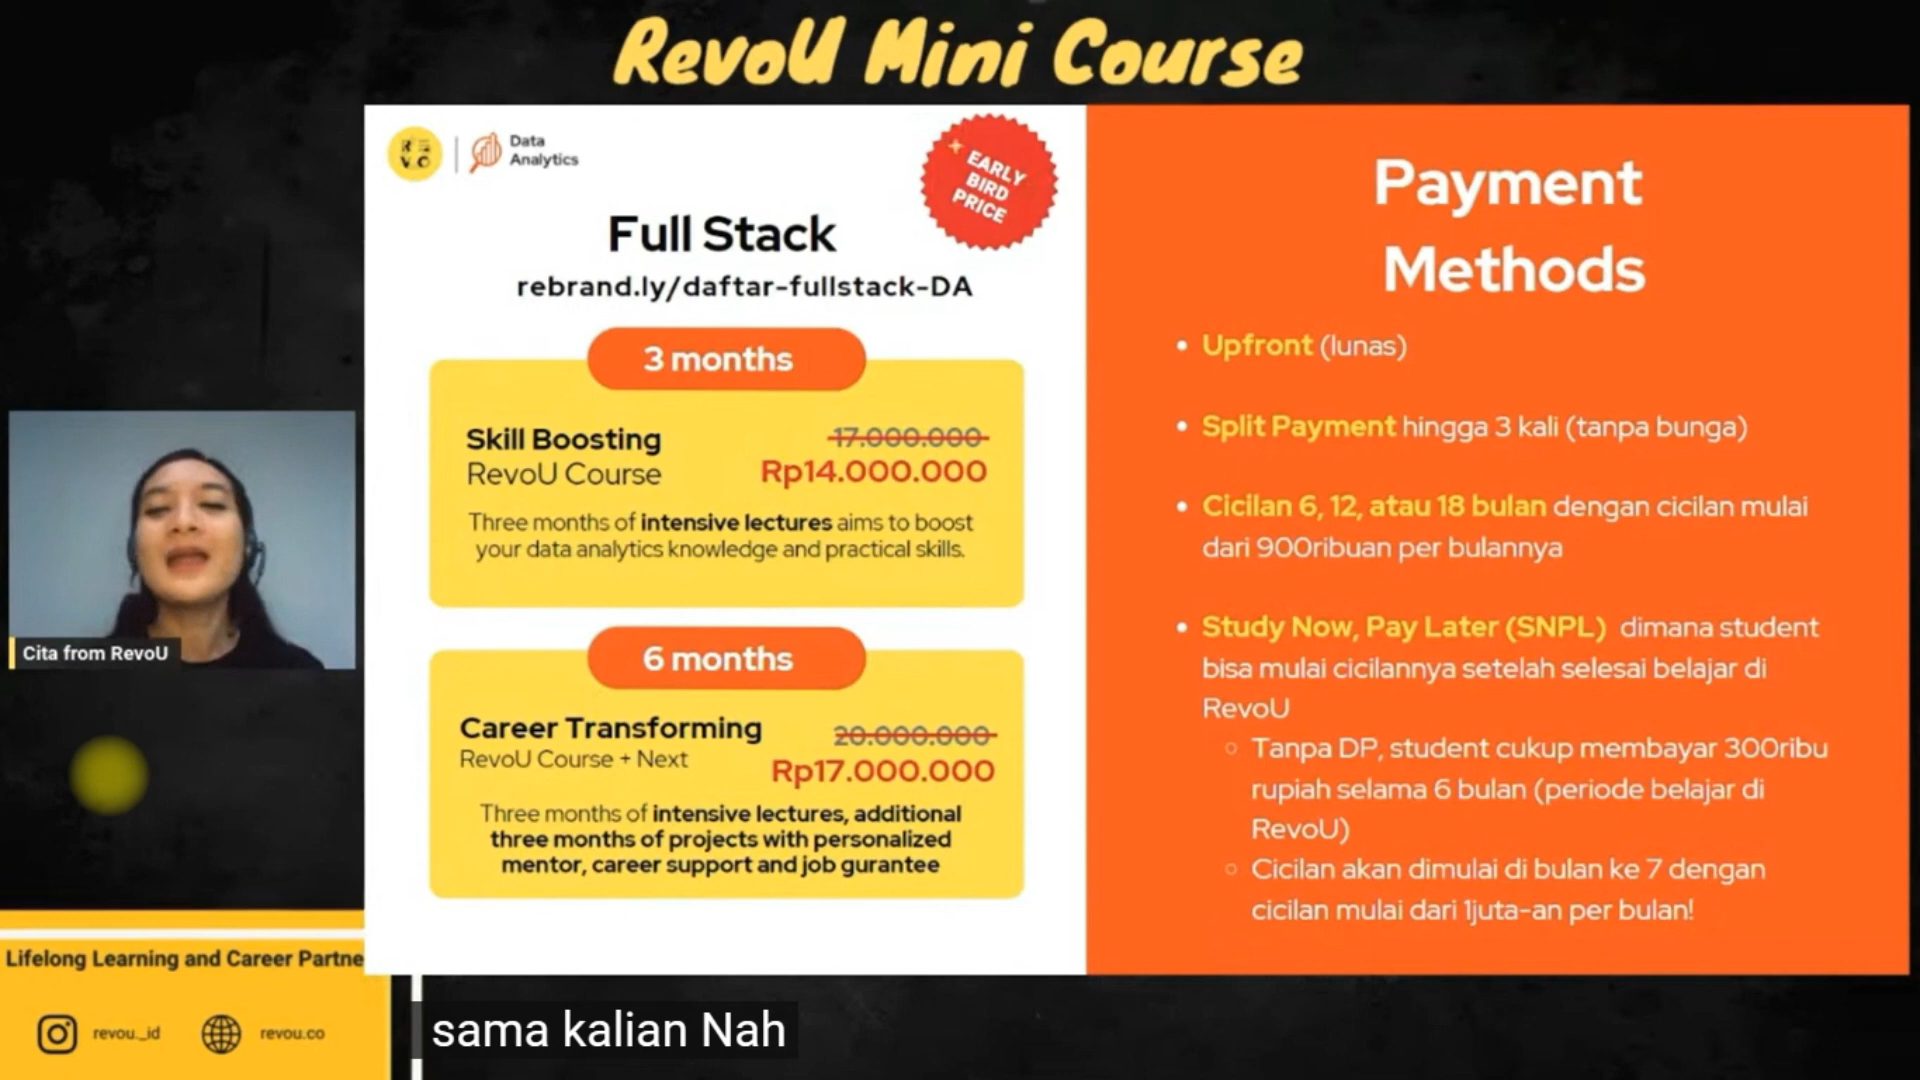 RevoU Mini Course
RE
VO
Data
Analytics
EARLY
BIRD
PRICE
Full Stack
rebrand.ly/daftar-fullstack-DA
3 months
Skill Boosting
17.000.000
RevoU Course
Rp14.000.000
Three months of intensive lectures aims to boost
your data analytics knowledge and practical skills.
6 months
Career Transforming
20.000.000
RevoU Course + Next
Rp17.000.000
Three months of intensive lectures, additional
three months of projects with personalized
mentor, career support and job gurantee
Payment
Methods
• Upfront (lunas)
• Split Payment hingga 3 kali (tanpa bunga)
• Cicilan 6, 12, atau 18 bulan dengan cicilan mulai
dari 900ribuan per bulannya
• Study Now, Pay Later (SNPL) dimana student
bisa mulai cicilannya setelah selesai belajar di
RevoU
○ Tanpa DP, student cukup membayar 300ribu
rupiah selama 6 bulan (periode belajar di
RevoU)
○ Cicilan akan dimulai di bulan ke 7 dengan
cicilan mulai dari 1juta-an per bulan!
Cita from RevoU
Lifelong Learning and Career Partne
revou_id
revou.co
sama kalian Nah